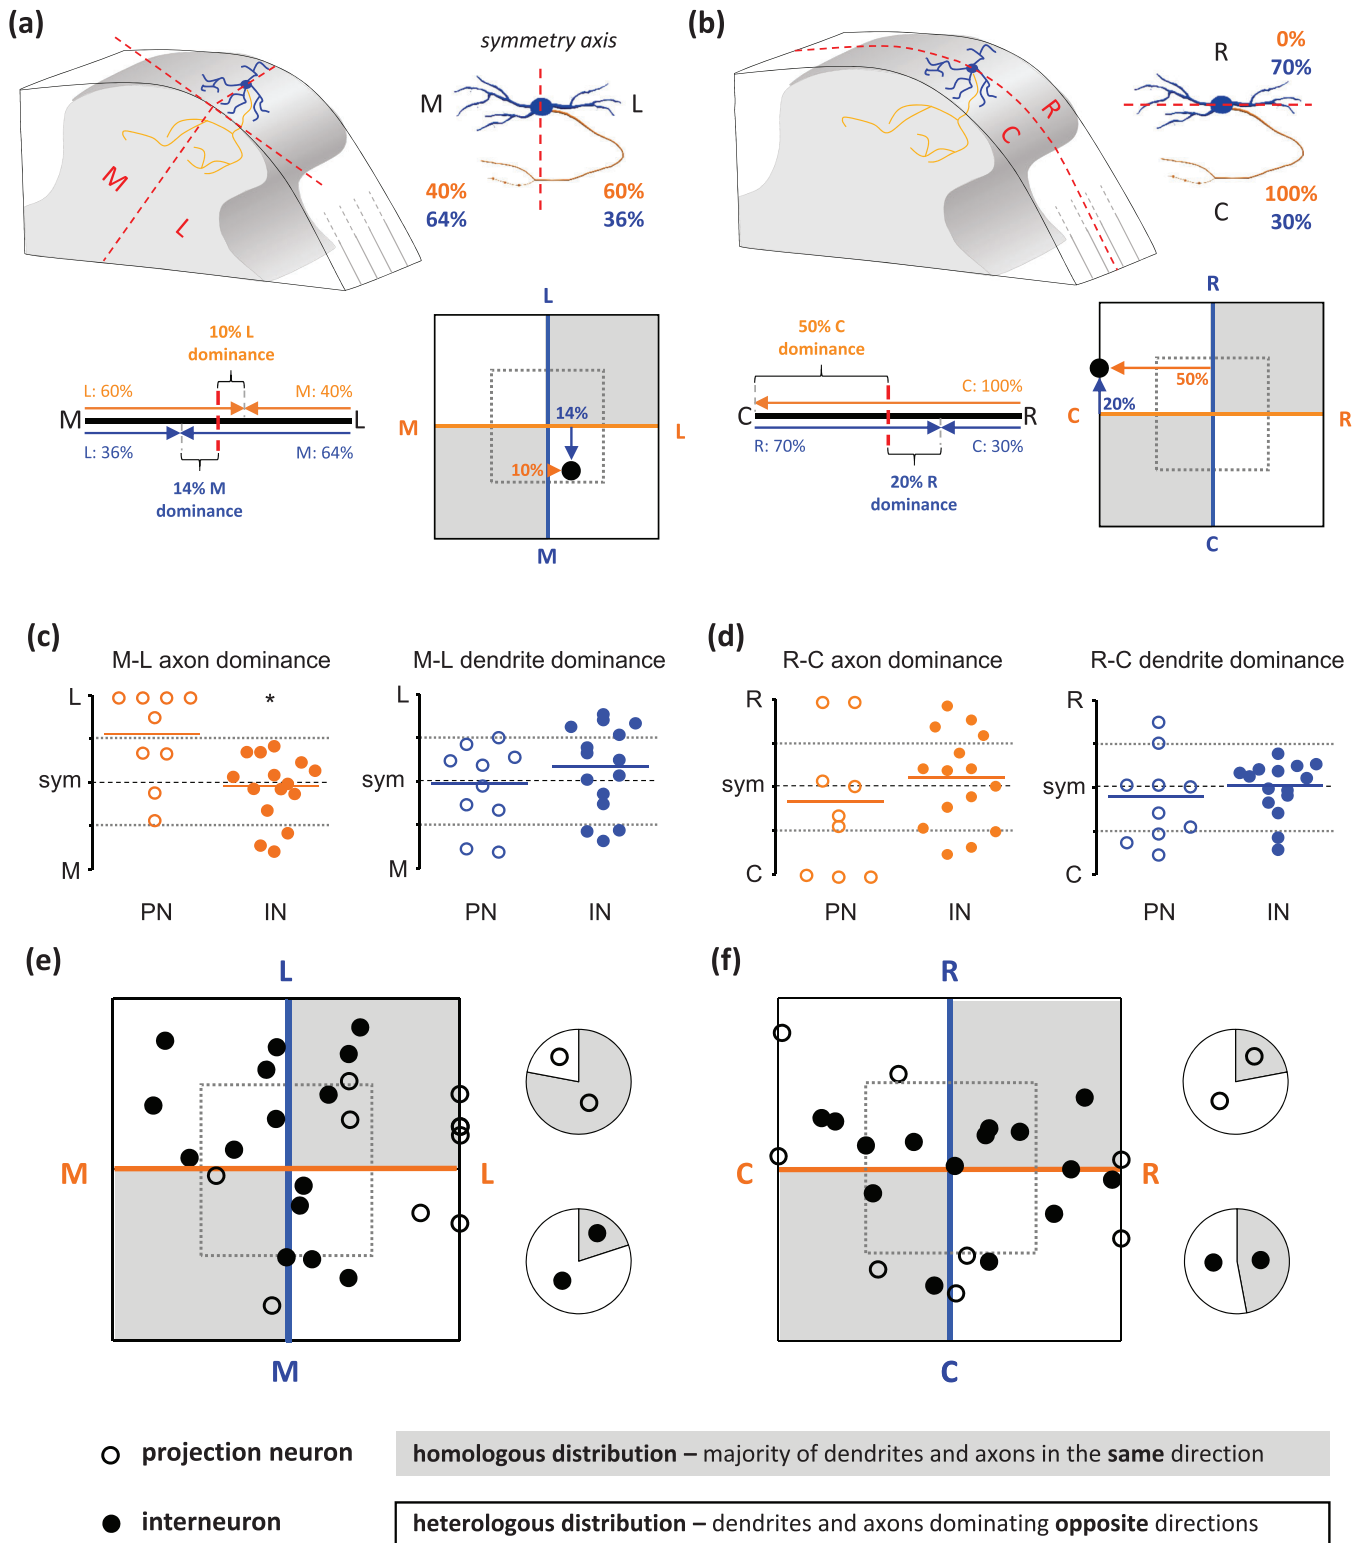 (a)
symmetry axis
M
L
M
L
40%
64%
60%
36%
10% L
dominance
L: 60%
M: 40%
M
L
L: 36%
M: 64%
14% M
dominance
L
M
14%
10%
L
M
(b)
R
C
R
0%
70%
100%
30%
C
50% C
dominance
C: 100%
C
R
R: 70%
C: 30%
20% R
dominance
R
50%
20%
C
R
C
(c)
M-L axon dominance
L
*
sym
M
PN
IN
M-L dendrite dominance
L
sym
M
PN
IN
(d)
R-C axon dominance
R
sym
C
PN
IN
R-C dendrite dominance
R
sym
C
PN
IN
(e)
L
M
L
M
(f)
R
C
R
C
projection neuron
homologous distribution – majority of dendrites and axons in the same direction
interneuron
heterologous distribution – dendrites and axons dominating opposite directions